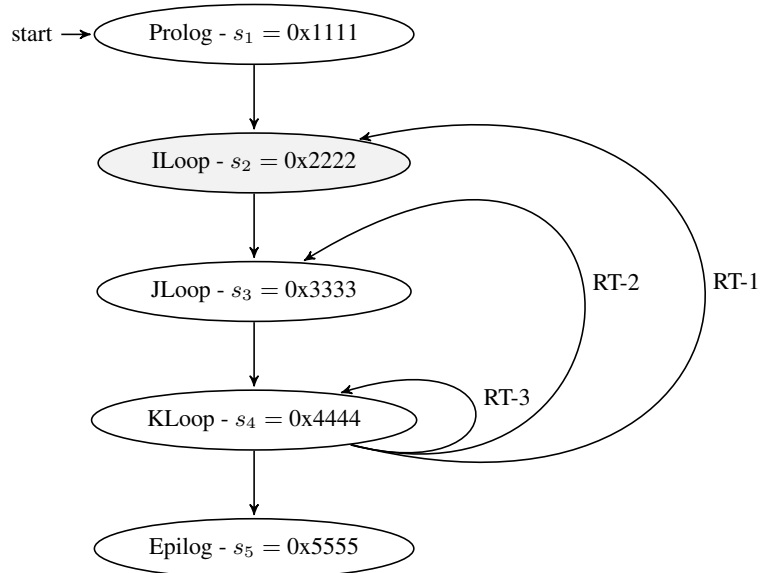 start
Prolog - s₁ = 0x1111
ILoop - s₂ = 0x2222
JLoop - s₃ = 0x3333
RT-2
RT-1
KLoop - s₄ = 0x4444
RT-3
Epilog - s₅ = 0x5555